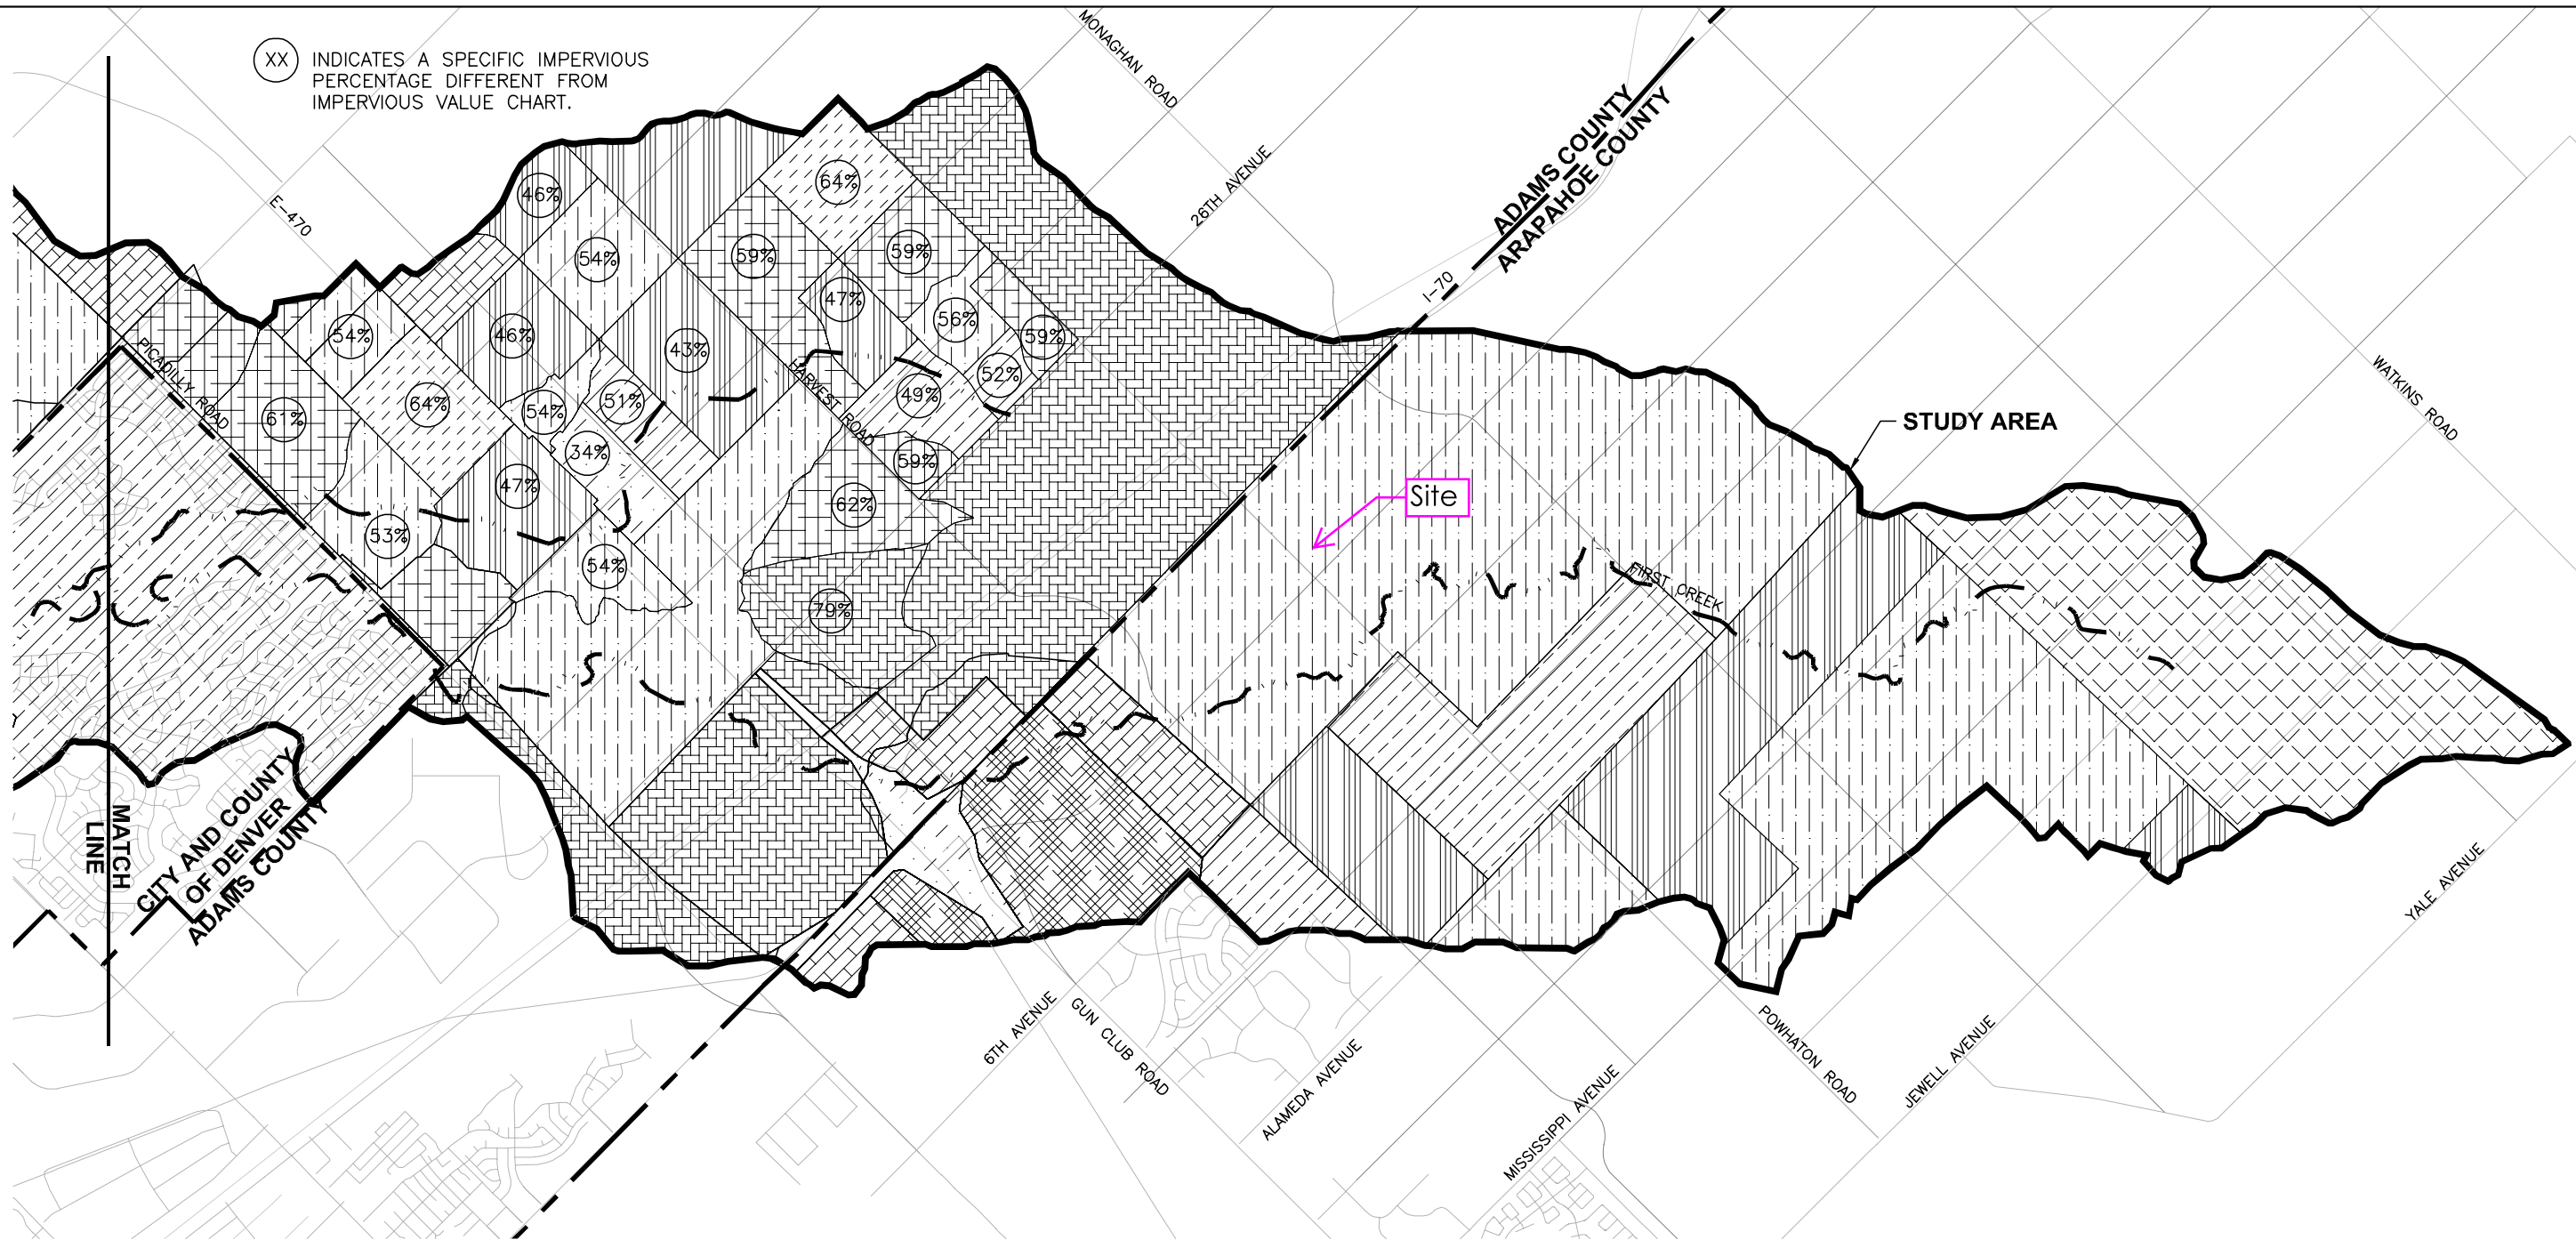 XX
INDICATES A SPECIFIC IMPERVIOUS
PERCENTAGE DIFFERENT FROM
IMPERVIOUS VALUE CHART.
MONAGHAN ROAD
26TH AVENUE
ADAMS COUNTY
ARAPAHOE COUNTY
I-70
E-470
46%
64%
54%
59%
59%
47%
56%
59%
54%
46%
43%
52%
PICADILLY ROAD
HARVEST ROAD
64%
61%
54%
51%
49%
34%
59%
47%
62%
53%
54%
79%
Site
STUDY AREA
WATKINS ROAD
FIRST CREEK
MATCH
LINE
CITY AND COUNTY
OF DENVER
ADAMS COUNTY
6TH AVENUE
GUN CLUB ROAD
ALAMEDA AVENUE
MISSISSIPPI AVENUE
POWHATON ROAD
JEWELL AVENUE
YALE AVENUE